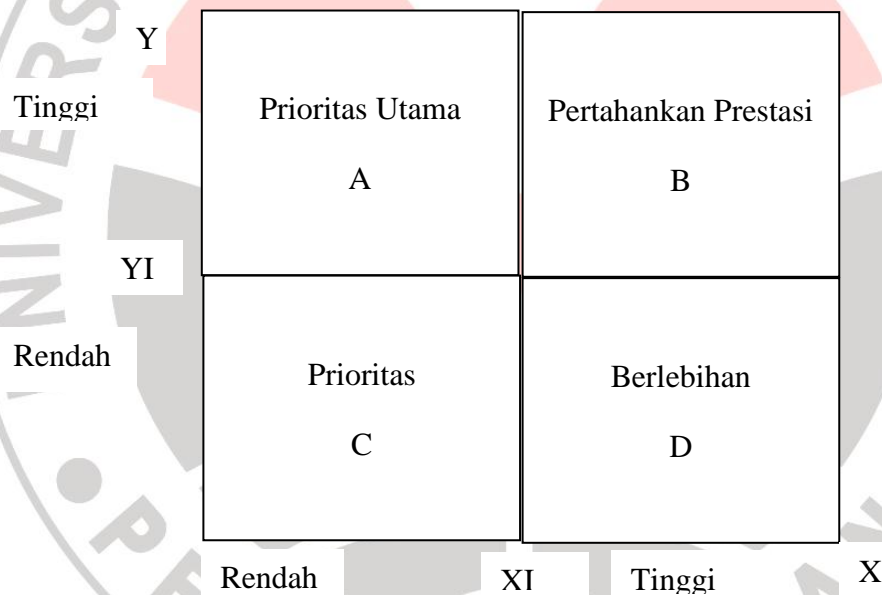 Y
Tinggi
Prioritas Utama
A
Pertahankan Prestasi
B
YI
Rendah
Prioritas
C
Berlebihan
D
Rendah
XI
Tinggi
X